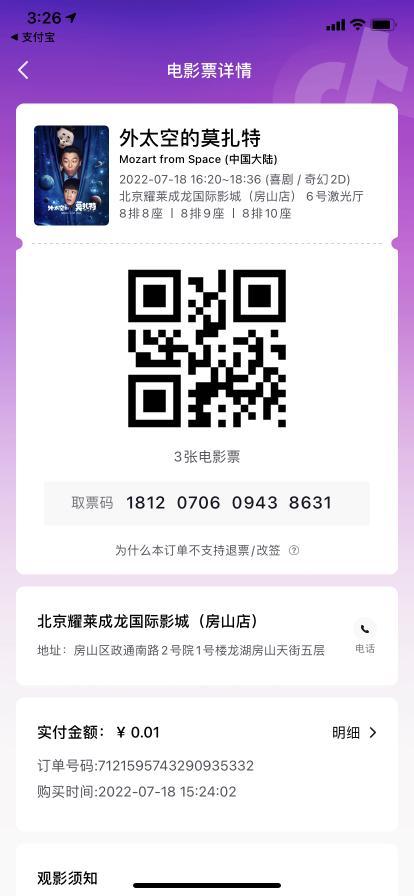 3:26
◀ 支付宝
电影票详情
外太空的莫扎特
Mozart from Space (中国大陆)
2022-07-18 16:20~18:36 (喜剧 / 奇幻 2D)
北京耀莱成龙国际影城（房山店） 6号激光厅
8排8座 | 8排9座 | 8排10座
外太空的莫扎特
3张电影票
取票码 1812 0706 0943 8631
为什么本订单不支持退票/改签 ?
北京耀莱成龙国际影城（房山店）
地址：房山区政通南路2号院1号楼龙湖房山天街五层
电话
实付金额：￥0.01
明细
订单号码:7121595743290935332
购买时间:2022-07-18 15:24:02
观影须知